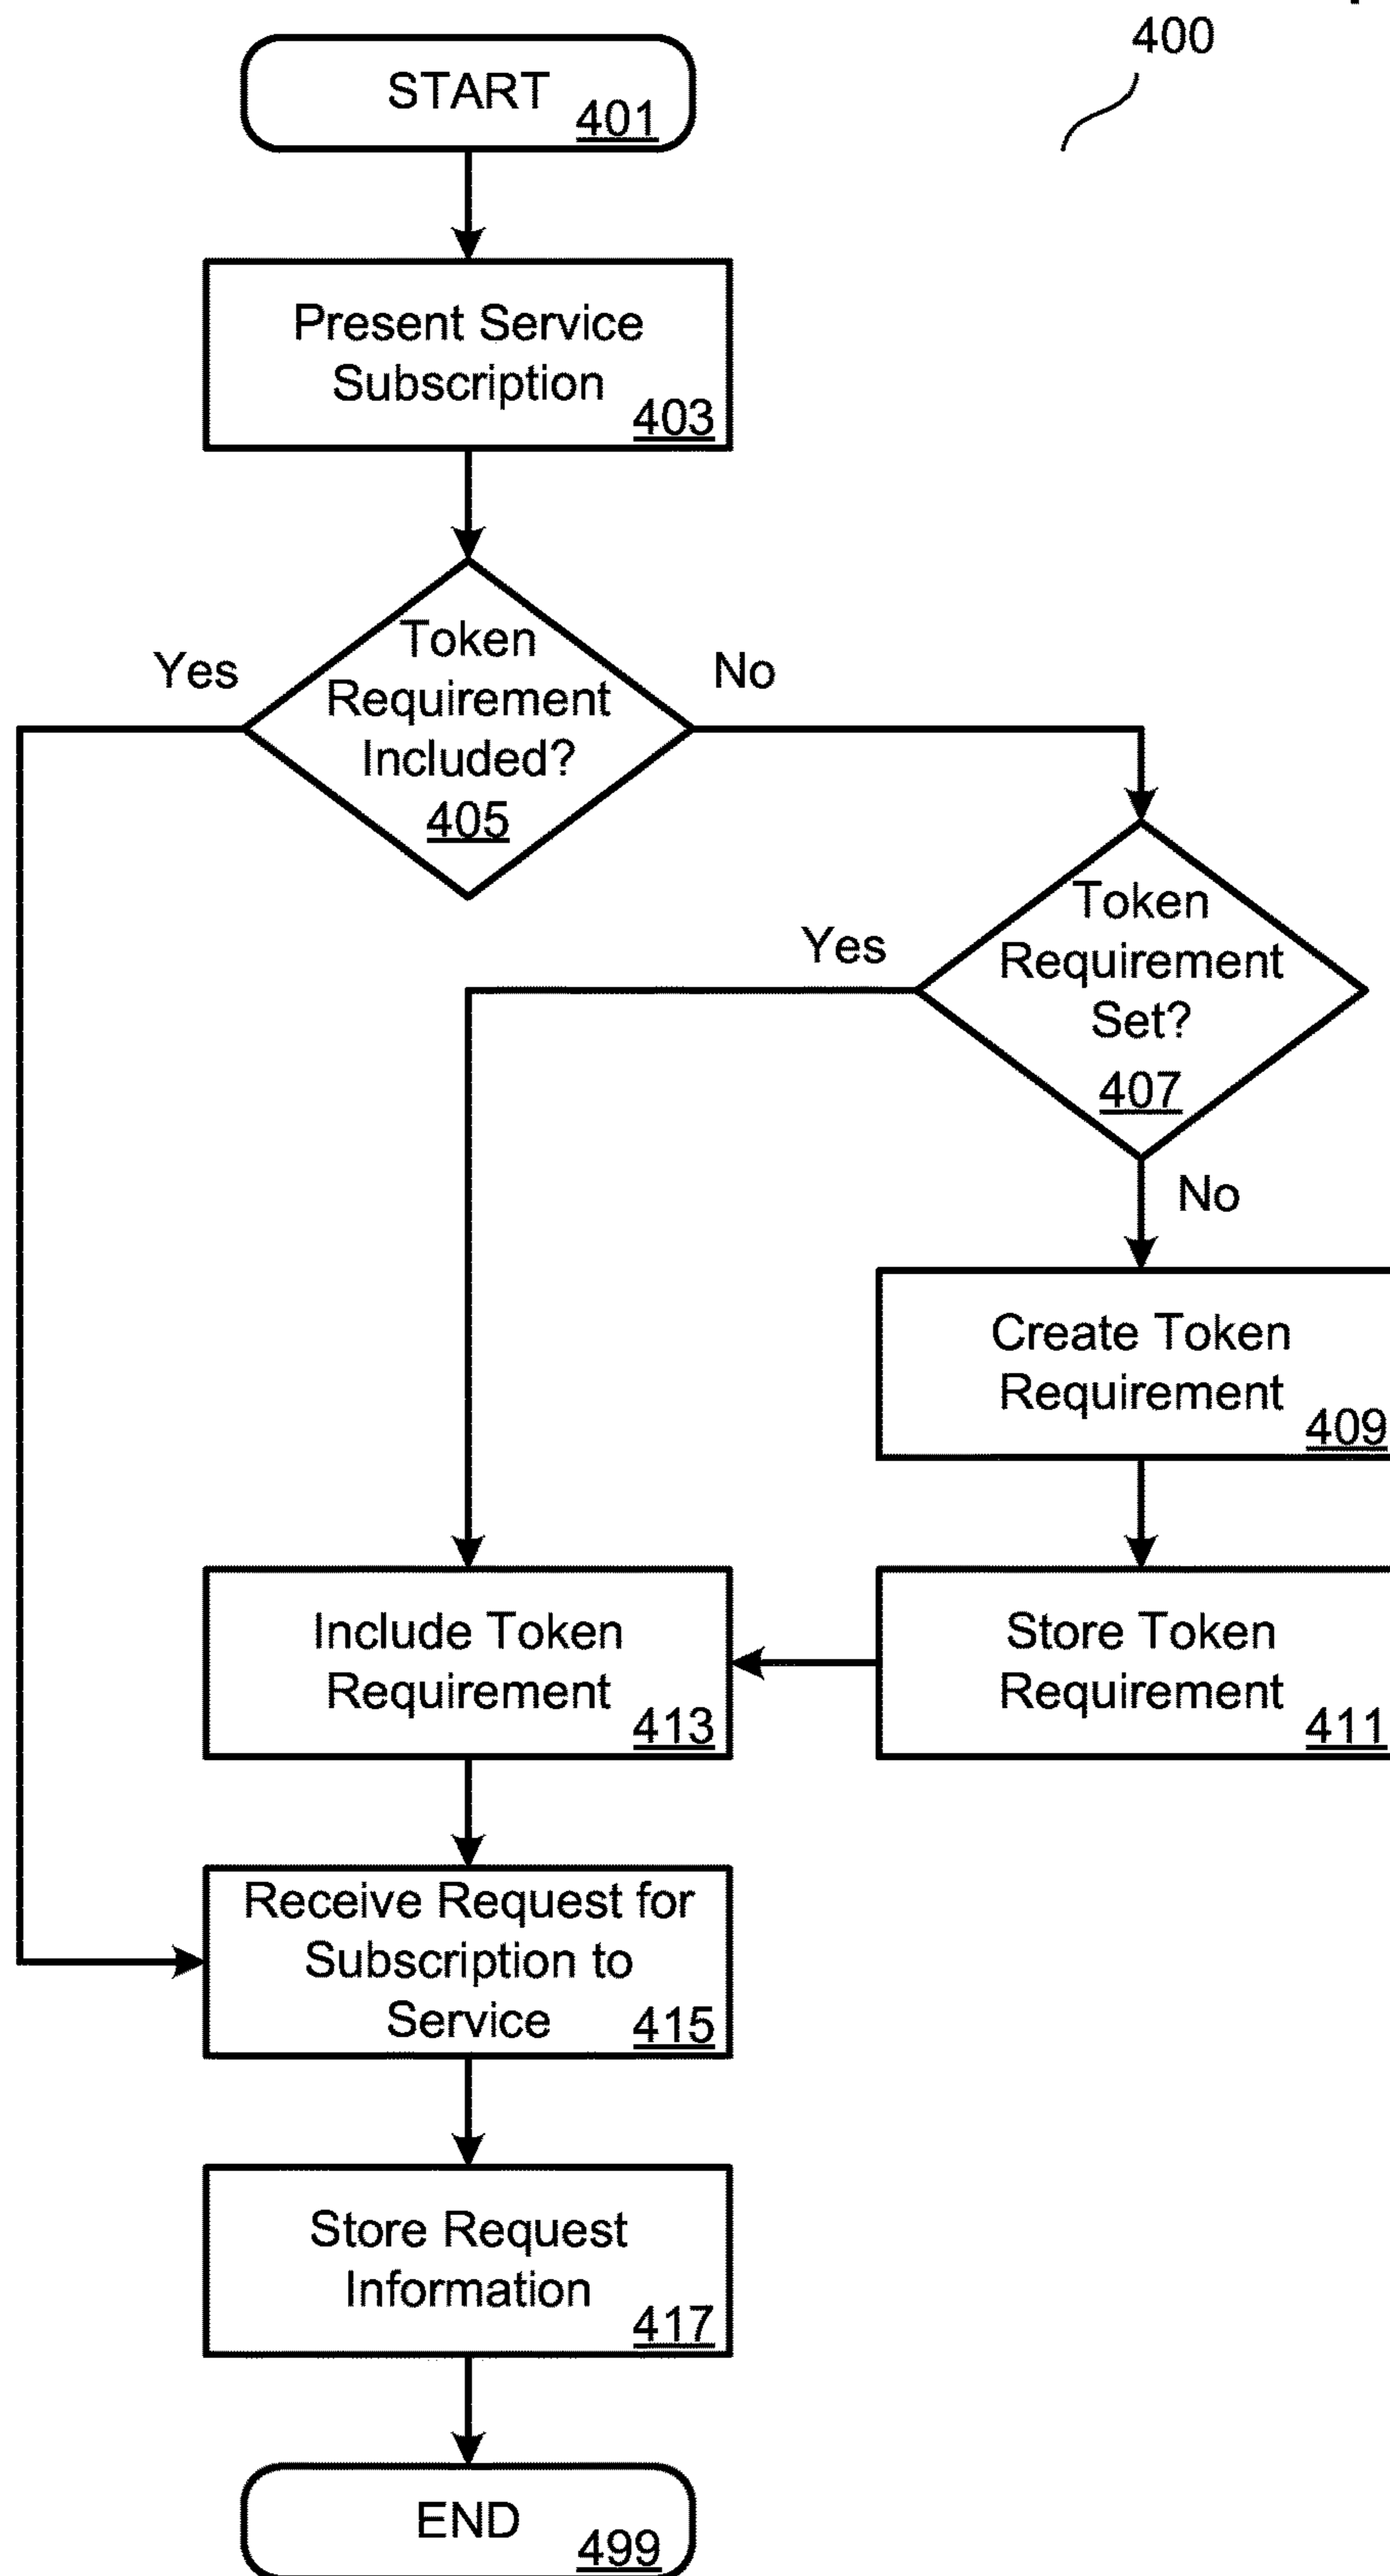 400
START
401
Present Service
Subscription
403
Token
Requirement
Included?
405
Yes
No
Token
Requirement
Set?
407
Yes
No
Create Token
Requirement
409
Store Token
Requirement
411
Include Token
Requirement
413
Receive Request for
Subscription to
Service
415
Store Request
Information
417
END
499